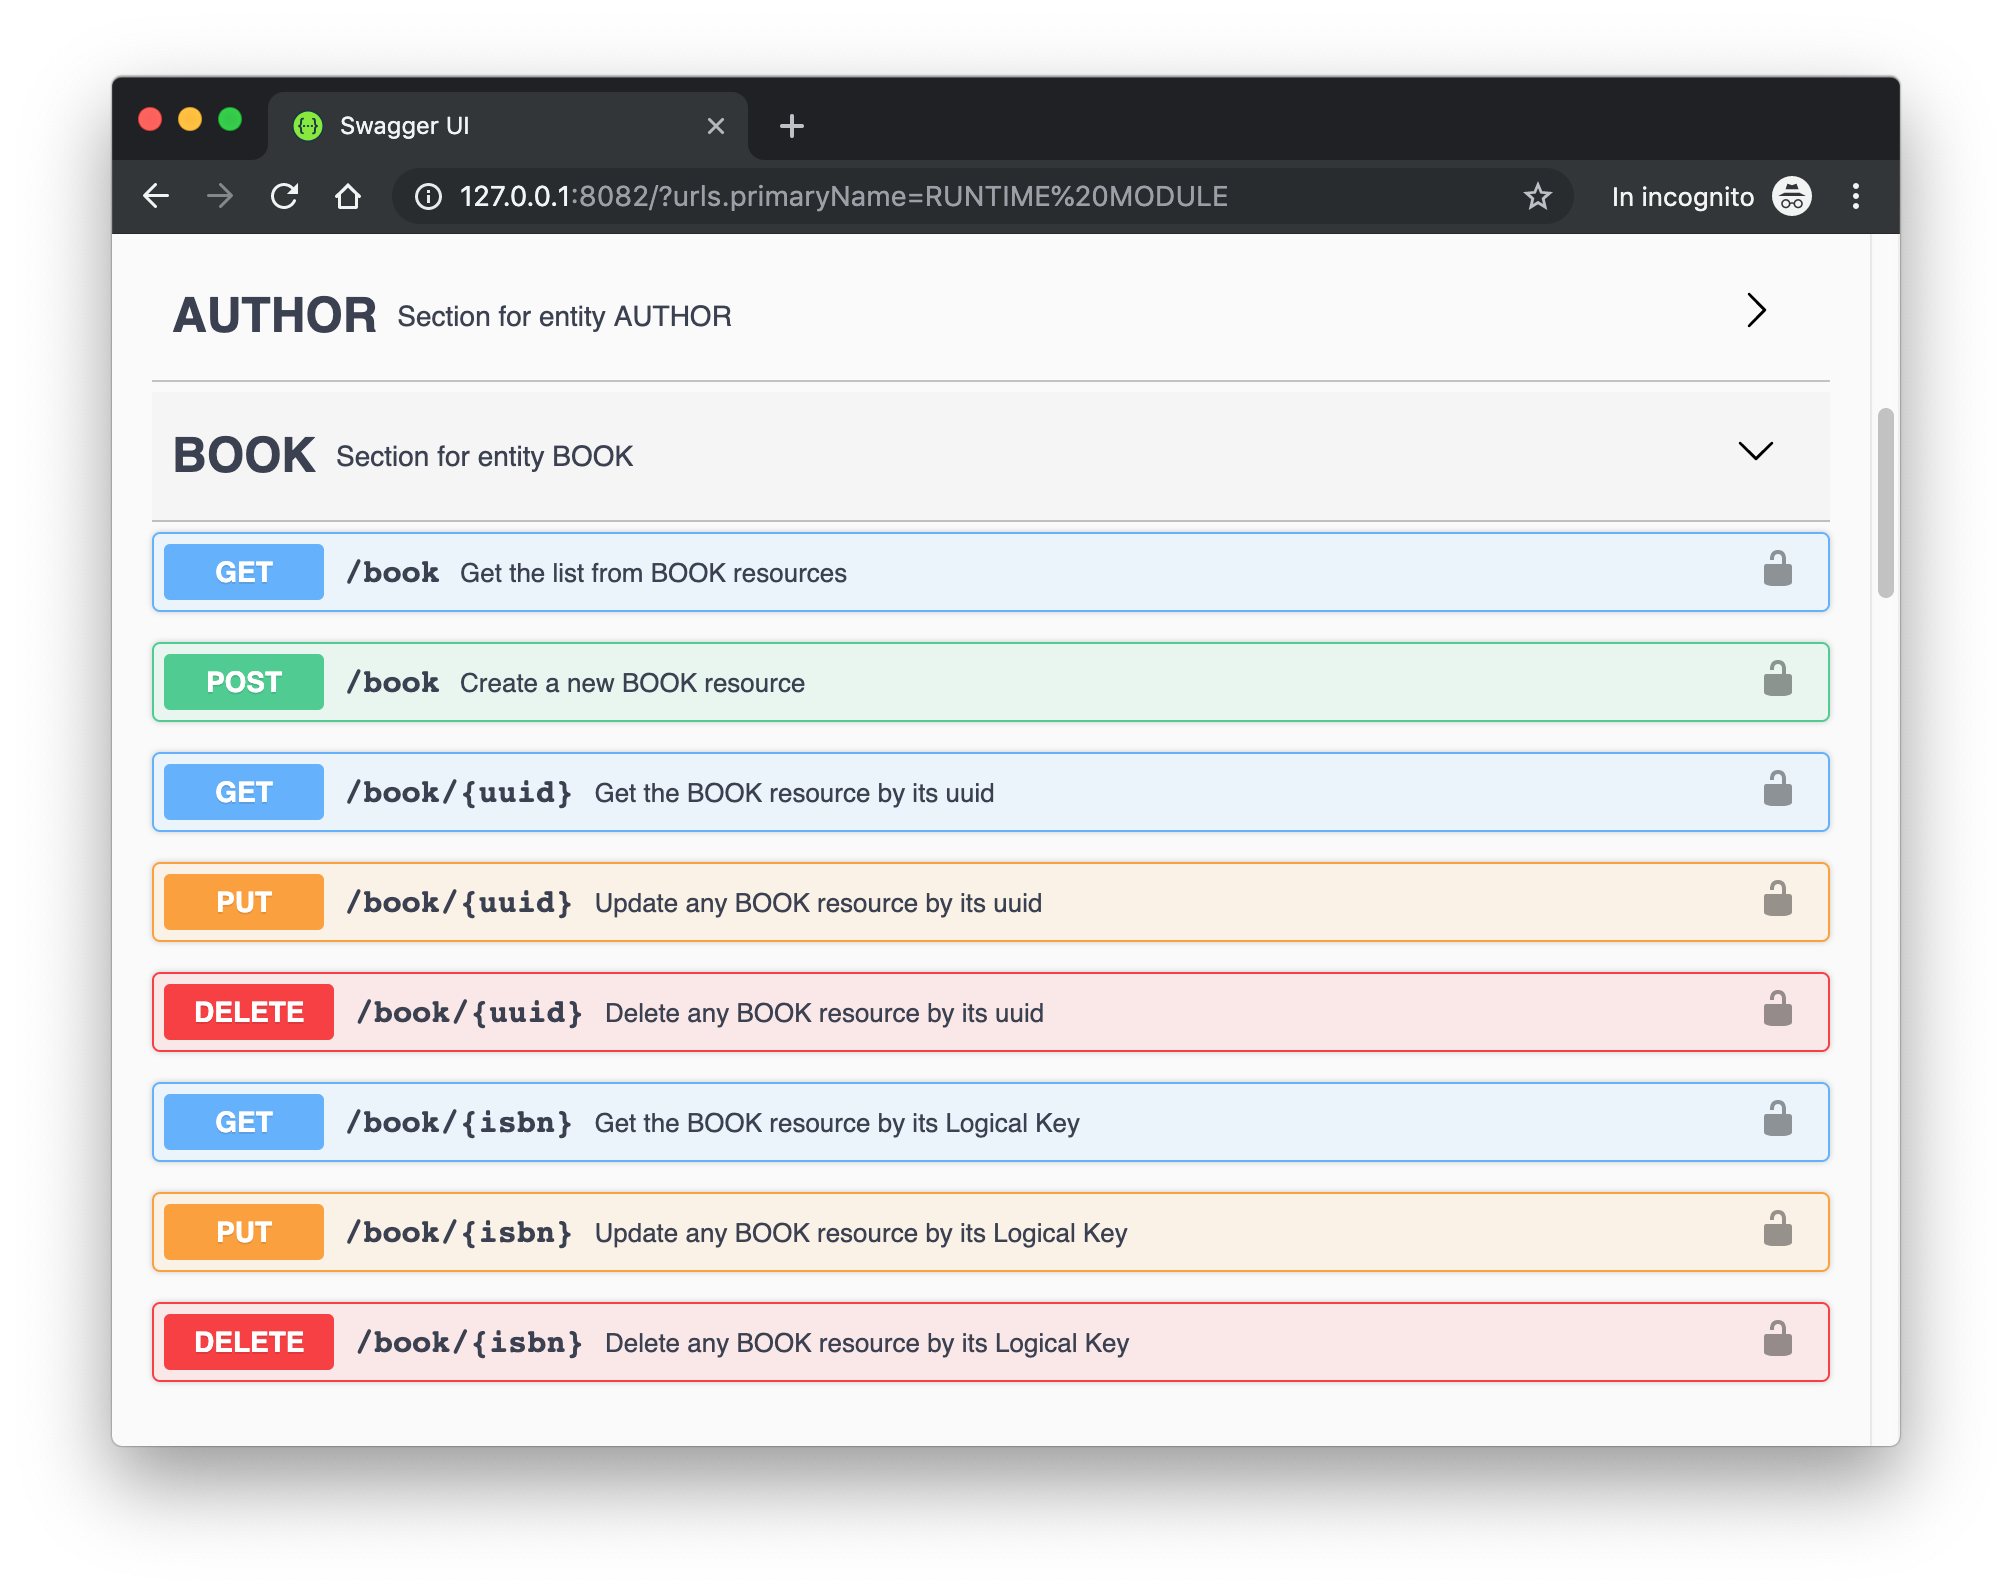 Swagger UI
127.0.0.1:8082/?urls.primaryName=RUNTIME%20MODULE In incognito
AUTHOR Section for entity AUTHOR
BOOK Section for entity BOOK
GET /book Get the list from BOOK resources
POST /book Create a new BOOK resource
GET /book/{uuid} Get the BOOK resource by its uuid
PUT /book/{uuid} Update any BOOK resource by its uuid
DELETE /book/{uuid} Delete any BOOK resource by its uuid
GET /book/{isbn} Get the BOOK resource by its Logical Key
PUT /book/{isbn} Update any BOOK resource by its Logical Key
DELETE /book/{isbn} Delete any BOOK resource by its Logical Key